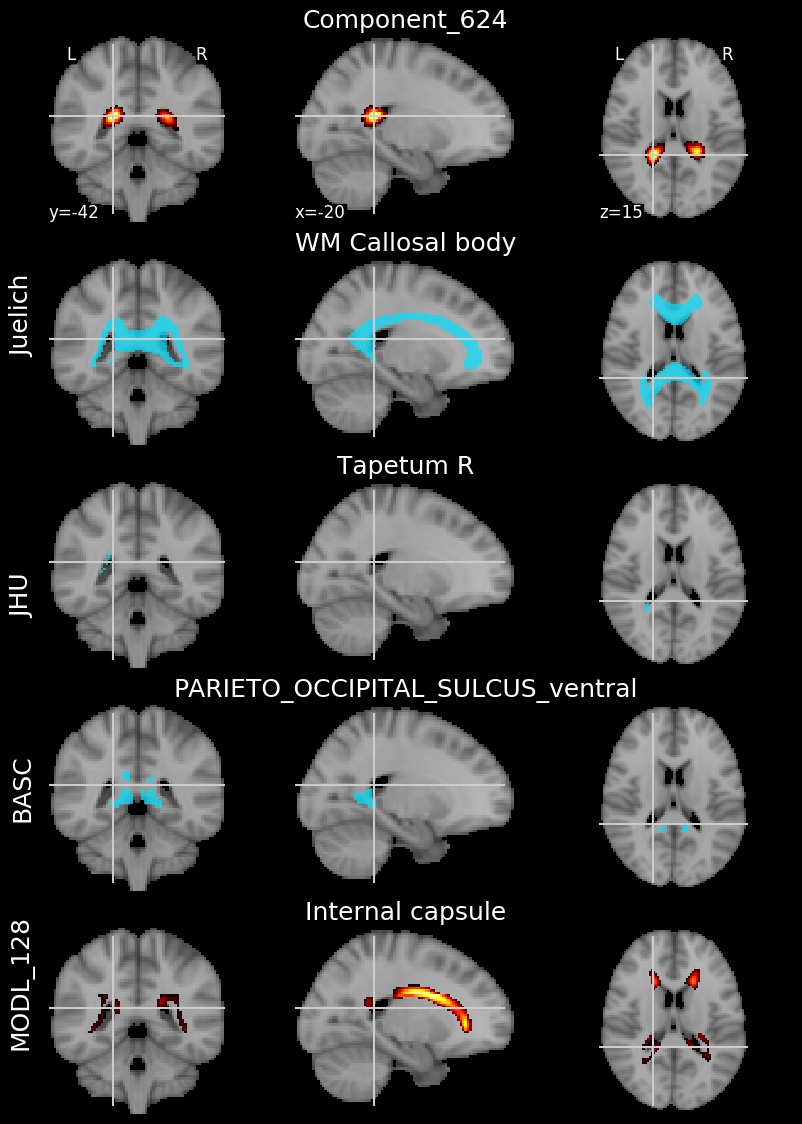 Component_624
L R L R
y=-42 x=-20 z=15
WM Callosal body
Juelich
Tapetum R
JHU
PARIETO_OCCIPITAL_SULCUS_ventral
BASC
Internal capsule
MODL_128